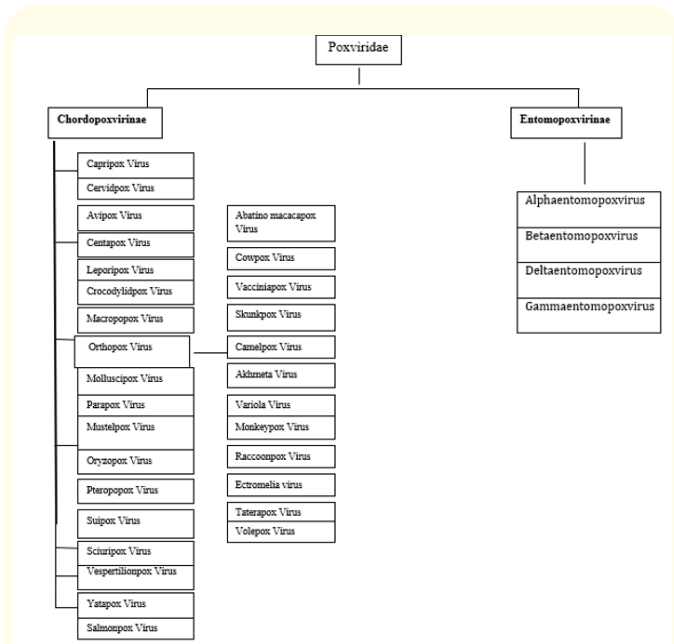 Poxviridae
Chordopoxvirinae
Entomopoxvirinae
Capripox Virus
Cervidpox Virus
Avipox Virus
Centapox Virus
Leporipox Virus
Crocodylidpox Virus
Macropopox Virus
Orthopox Virus
Molluscipox Virus
Parapox Virus
Mustelpox Virus
Oryzopox Virus
Pteropopox Virus
Suipox Virus
Sciuripox Virus
Vespertilionpox Virus
Yatapox Virus
Salmonpox Virus
Abatino macacapox
Virus
Cowpox Virus
Vacciniapox Virus
Skunkpox Virus
Camelpox Virus
Akhmeta Virus
Variola Virus
Monkeypox Virus
Raccoonpox Virus
Ectromelia virus
Taterapox Virus
Volepox Virus
Alphaentomopoxvirus
Betaentomopoxvirus
Deltaentomopoxvirus
Gammaentomopoxvirus